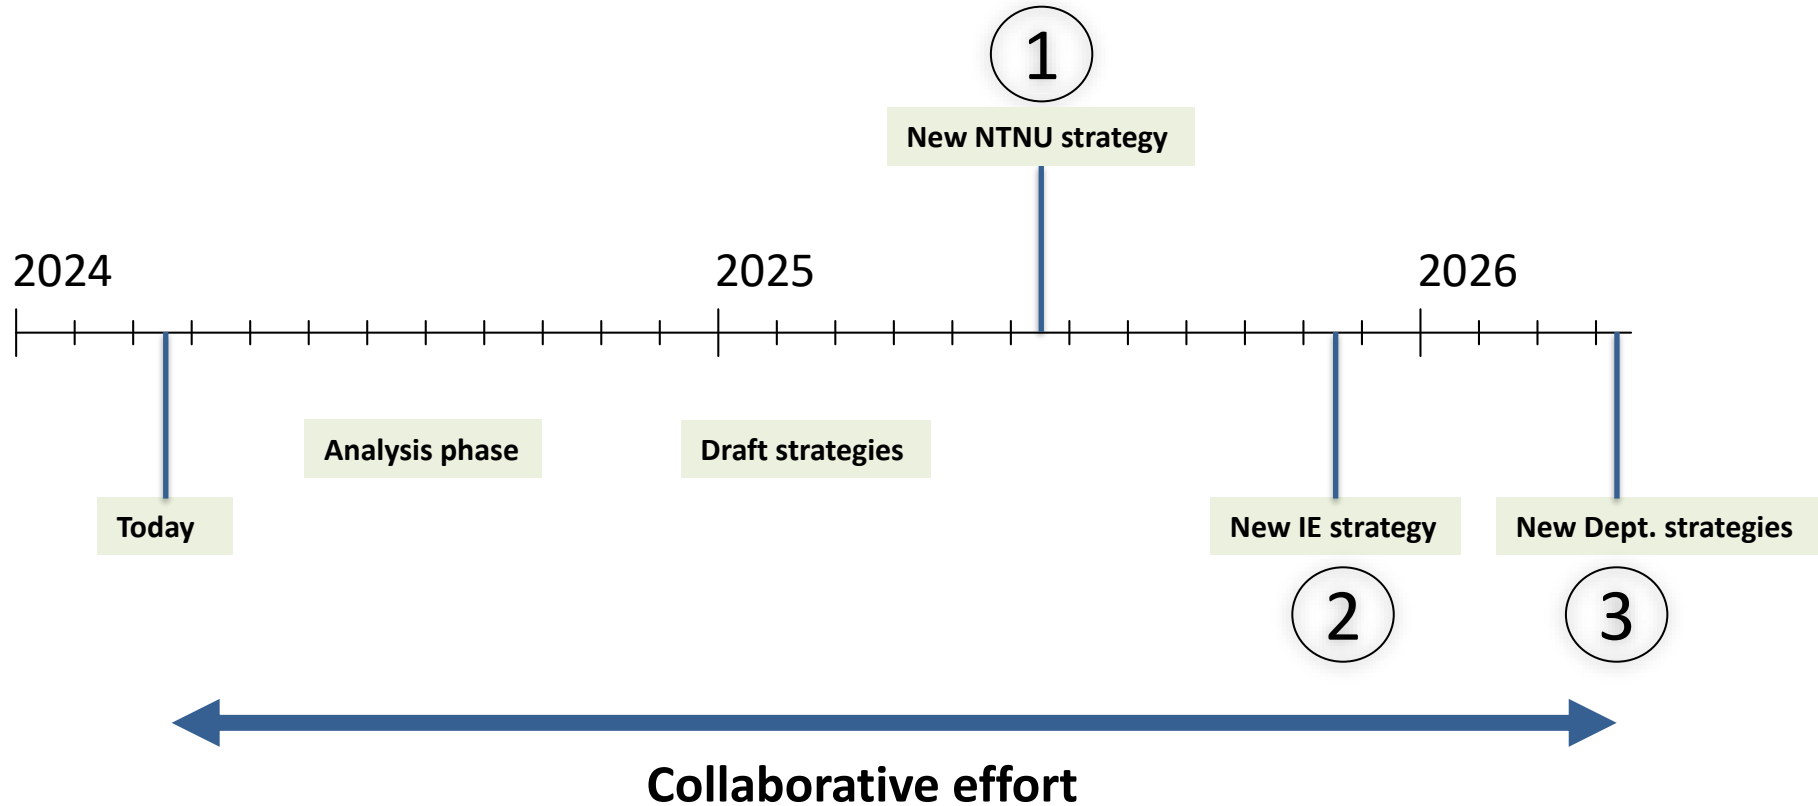 1
New NTNU strategy
2024
2025
2026
Analysis phase
Draft strategies
Today
New IE strategy
New Dept. strategies
2
3
Collaborative effort